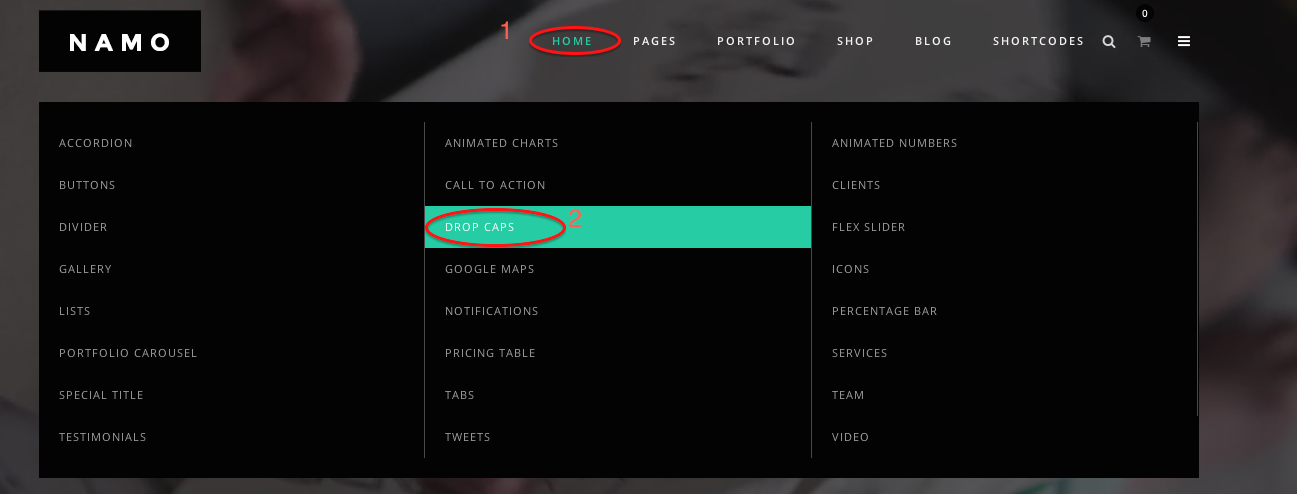 0
NAMO 1 HOME PAGES PORTFOLIO SHOP BLOG SHORTCODES
ACCORDION ANIMATED CHARTS ANIMATED NUMBERS
BUTTONS CALL TO ACTION CLIENTS
DIVIDER DROP CAPS 2 FLEX SLIDER
GALLERY GOOGLE MAPS ICONS
LISTS NOTIFICATIONS PERCENTAGE BAR
PORTFOLIO CAROUSEL PRICING TABLE SERVICES
SPECIAL TITLE TABS TEAM
TESTIMONIALS TWEETS VIDEO